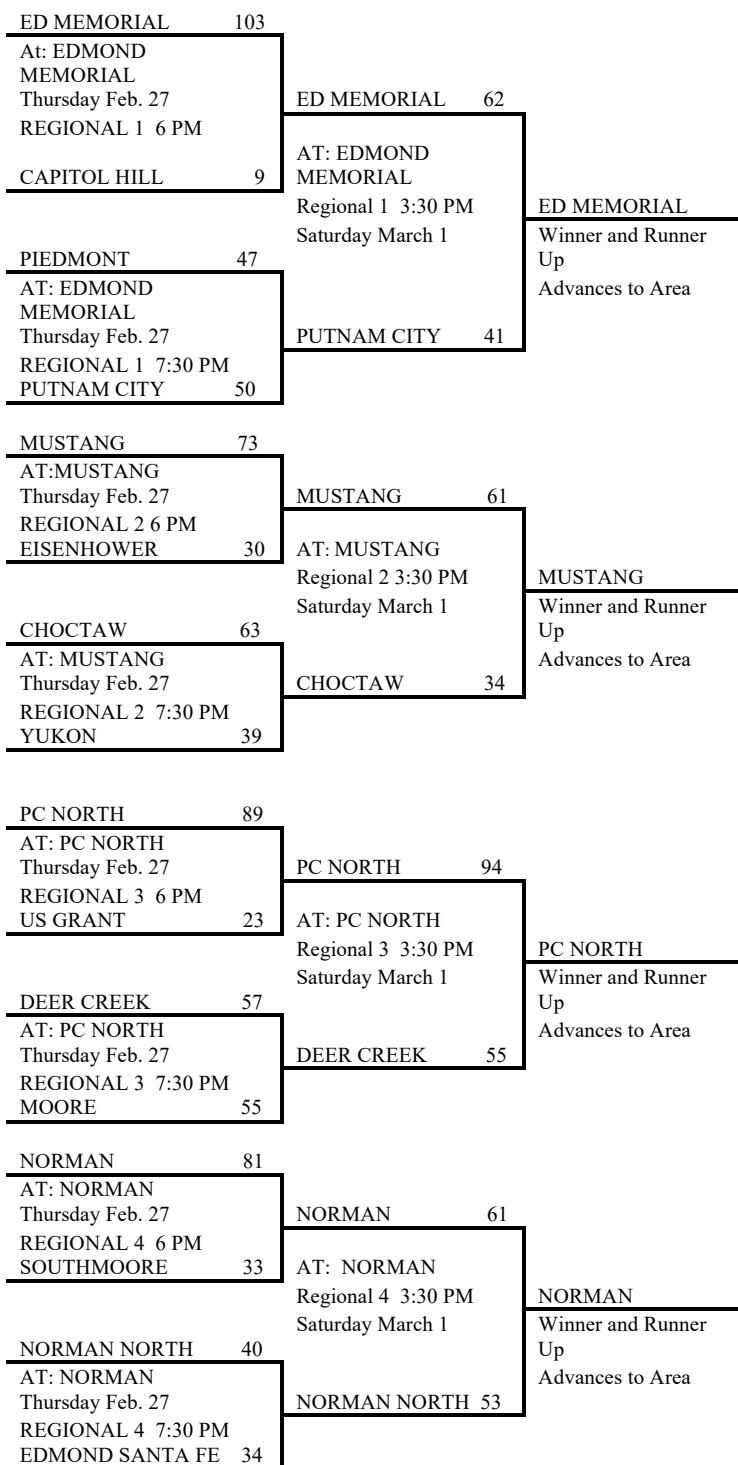 ED MEMORIAL 103
At: EDMOND
MEMORIAL
Thursday Feb. 27
REGIONAL 1 6 PM
CAPITOL HILL 9
ED MEMORIAL 62
AT: EDMOND
MEMORIAL
Regional 1 3:30 PM
Saturday March 1
ED MEMORIAL
Winner and Runner
Up
Advances to Area
PIEDMONT 47
AT: EDMOND
MEMORIAL
Thursday Feb. 27
REGIONAL 1 7:30 PM
PUTNAM CITY 50
PUTNAM CITY 41
MUSTANG 73
AT:MUSTANG
Thursday Feb. 27
REGIONAL 2 6 PM
EISENHOWER 30
MUSTANG 61
AT: MUSTANG
Regional 2 3:30 PM
Saturday March 1
MUSTANG
Winner and Runner
Up
Advances to Area
CHOCTAW 63
AT: MUSTANG
Thursday Feb. 27
REGIONAL 2 7:30 PM
YUKON 39
CHOCTAW 34
PC NORTH 89
AT: PC NORTH
Thursday Feb. 27
REGIONAL 3 6 PM
US GRANT 23
PC NORTH 94
AT: PC NORTH
Regional 3 3:30 PM
Saturday March 1
PC NORTH
Winner and Runner
Up
Advances to Area
DEER CREEK 57
AT: PC NORTH
Thursday Feb. 27
REGIONAL 3 7:30 PM
MOORE 55
DEER CREEK 55
NORMAN 81
AT: NORMAN
Thursday Feb. 27
REGIONAL 4 6 PM
SOUTHMOORE 33
NORMAN 61
AT: NORMAN
Regional 4 3:30 PM
Saturday March 1
NORMAN
Winner and Runner
Up
Advances to Area
NORMAN NORTH 40
AT: NORMAN
Thursday Feb. 27
REGIONAL 4 7:30 PM
EDMOND SANTA FE 34
NORMAN NORTH 53